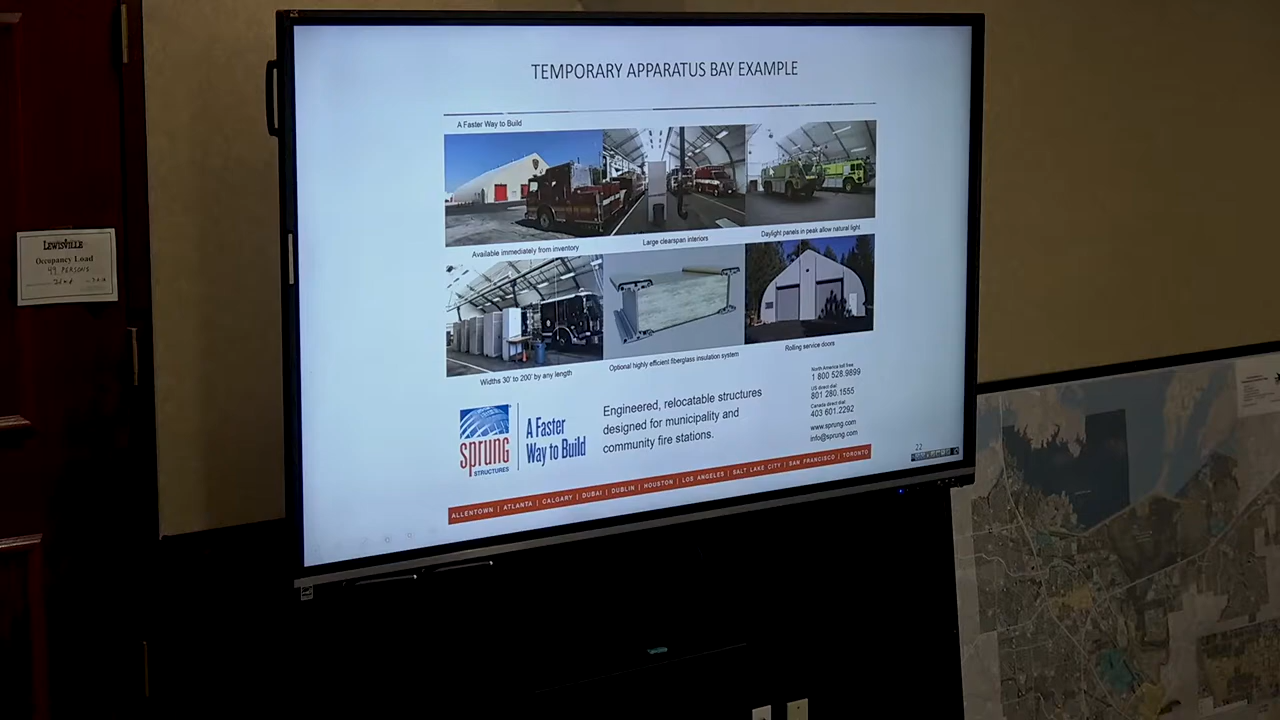 TEMPORARY APPARATUS BAY EXAMPLE
A Faster Way to Build
Available immediately from inventory
Large clearspan interiors
Daylight panels in peak allow natural light
Widths 30' to 200' by any length
Optional highly efficient fiberglass insulation system
Rolling service doors
sprung
STRUCTURES
A Faster
Way to Build
Engineered, relocatable structures
designed for municipality and
community fire stations.
North America toll free:
1 800 528.9899
US direct dial:
801 280.1555
Canada direct dial:
403 601.2292
www.sprung.com
info@sprung.com
22
ALLENTOWN | ATLANTA | CALGARY | DUBAI | DUBLIN | HOUSTON | LOS ANGELES | SALT LAKE CITY | SAN FRANCISCO | TORONTO
LEWISVILLE
Occupancy Load
49 PERSONS